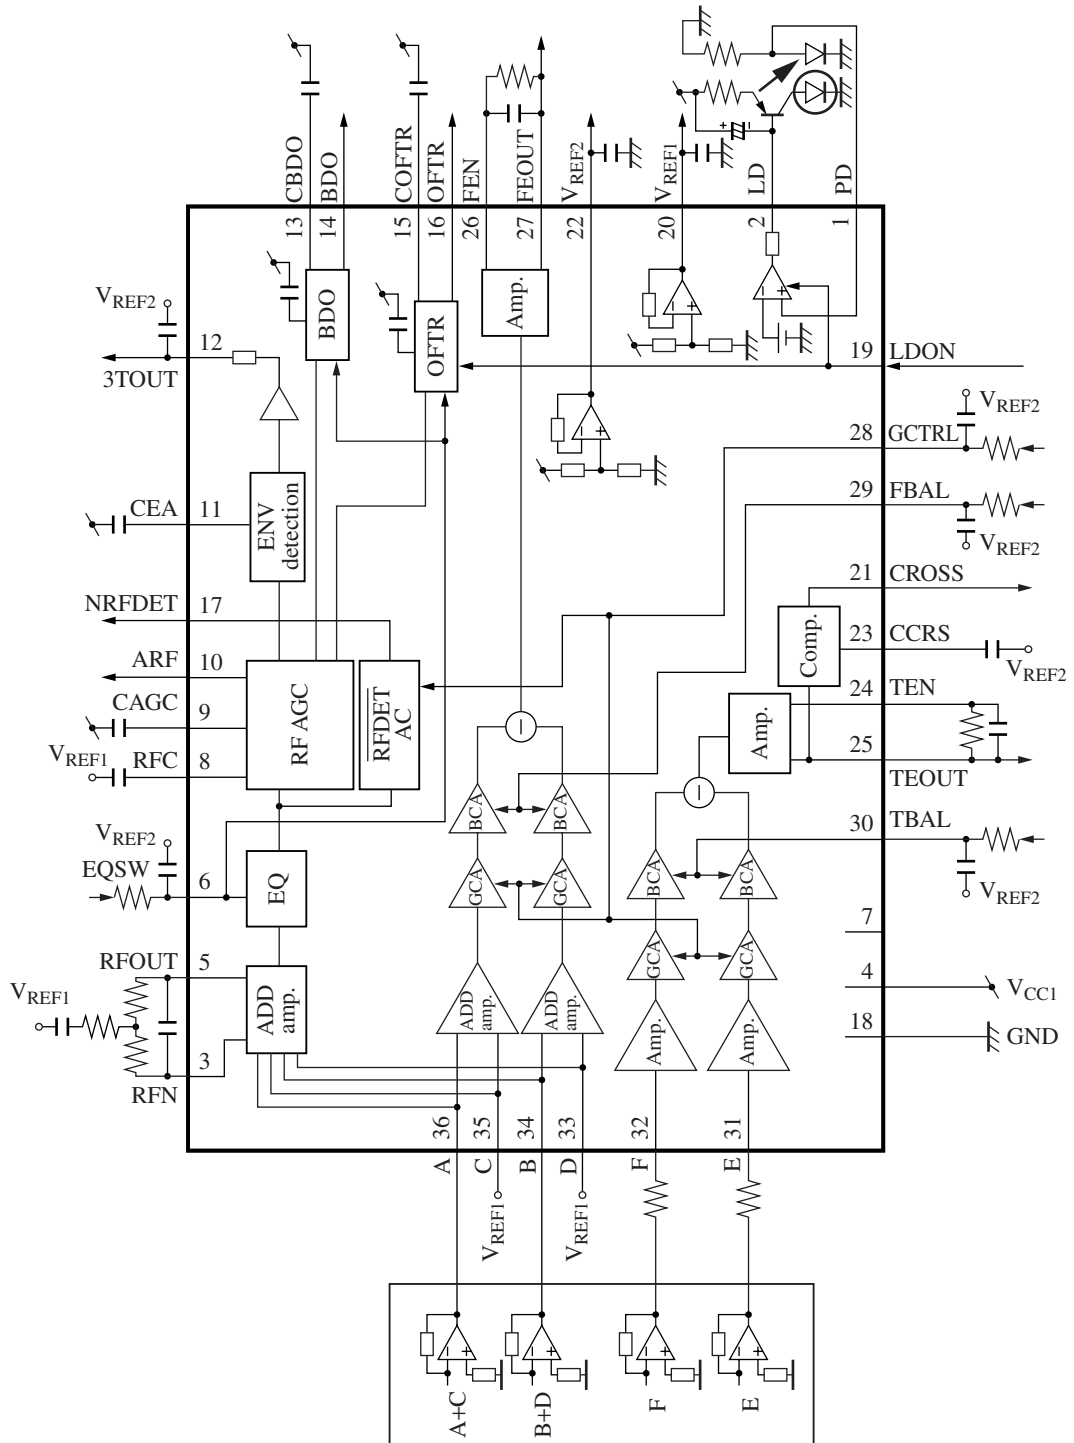 CBDO
BDO
COFTR
OFTR
FEN
FEOUT
VREF2
VREF1
LD
PD
13
14
15
16
26
27
22
20
2
1
VREF2
12
3TOUT
BDO
OFTR
Amp.
19
LDON
VREF2
28
GCTRL
29
FBAL
VREF2
CEA
11
ENV
detection
21
CROSS
NRFDET
17
Comp.
23
CCRS
VREF2
ARF
10
CAGC
9
VREF1
RFC
8
RF AGC
RFDET
AC
24
TEN
Amp.
25
TEOUT
BCA
BCA
30
TBAL
VREF2
VREF2
EQSW
6
EQ
GCA
GCA
BCA
BCA
7
RFOUT
5
VREF1
ADD
amp.
3
RFN
ADD
amp.
ADD
amp.
GCA
GCA
Amp.
Amp.
4
VCC1
18
GND
36
35
34
33
32
31
A
C
B
D
F
E
VREF1
VREF1
A+C
B+D
F
E